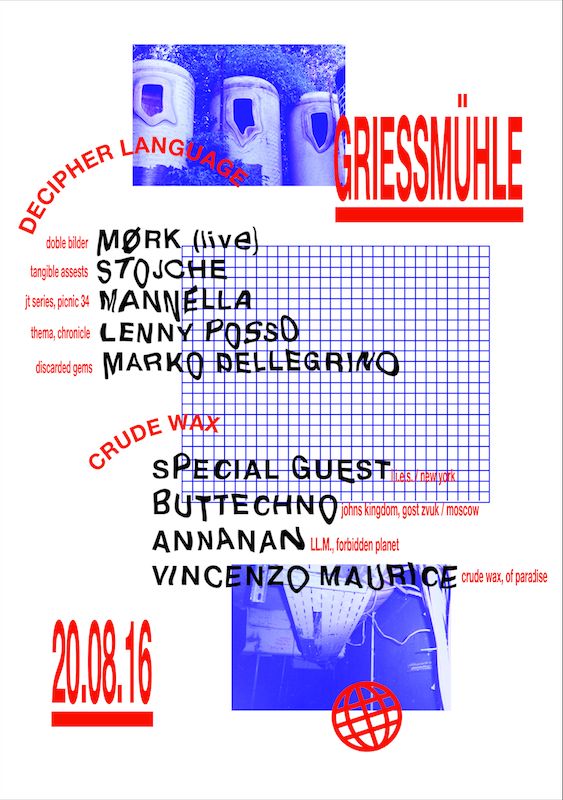 GRIESSMÜHLE
DECIPHER LANGUAGE
doble bilder MØRK (live)
tangible assests STOJCHE
jt series, picnic 34 MANNELLA
thema, chronicle LENNY POSSO
discarded gems MARKO PELLEGRINO
CRUDE WAX
SPECIAL GUEST l.i.e.s. / new york
BUTTECHNO johns kingdom, gost zvuk / moscow
ANNANAN LL.M., forbidden planet
VINCENZO MAURICE crude wax, of paradise
20.08.16